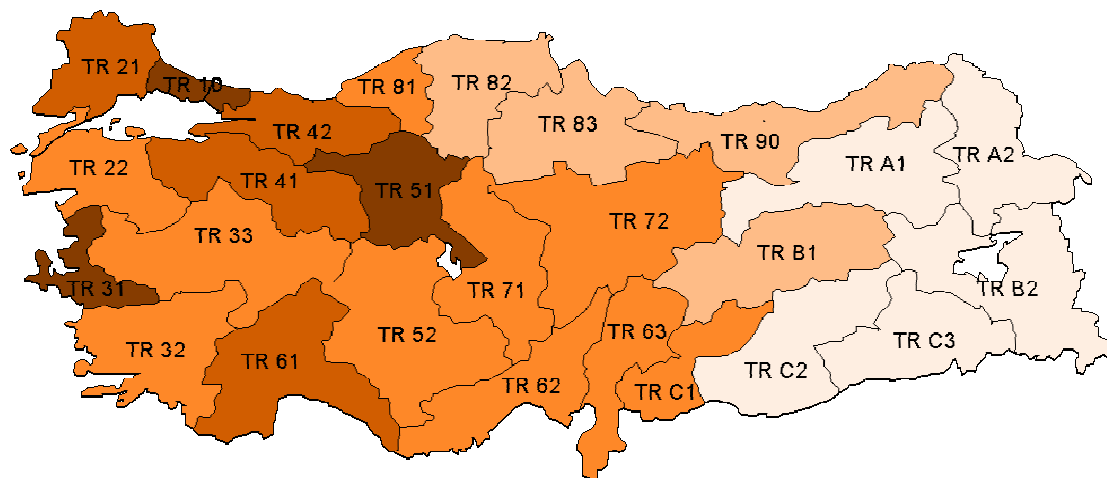 TR 21
TR 10
TR 81
TR 82
TR 42
TR 83
TR 90
TR A1
TR A2
TR 22
TR 41
TR 51
TR 33
TR 72
TR B1
TR 31
TR 71
TR B2
TR 32
TR 61
TR 52
TR 63
TR C3
TR C2
TR 62
TR C1